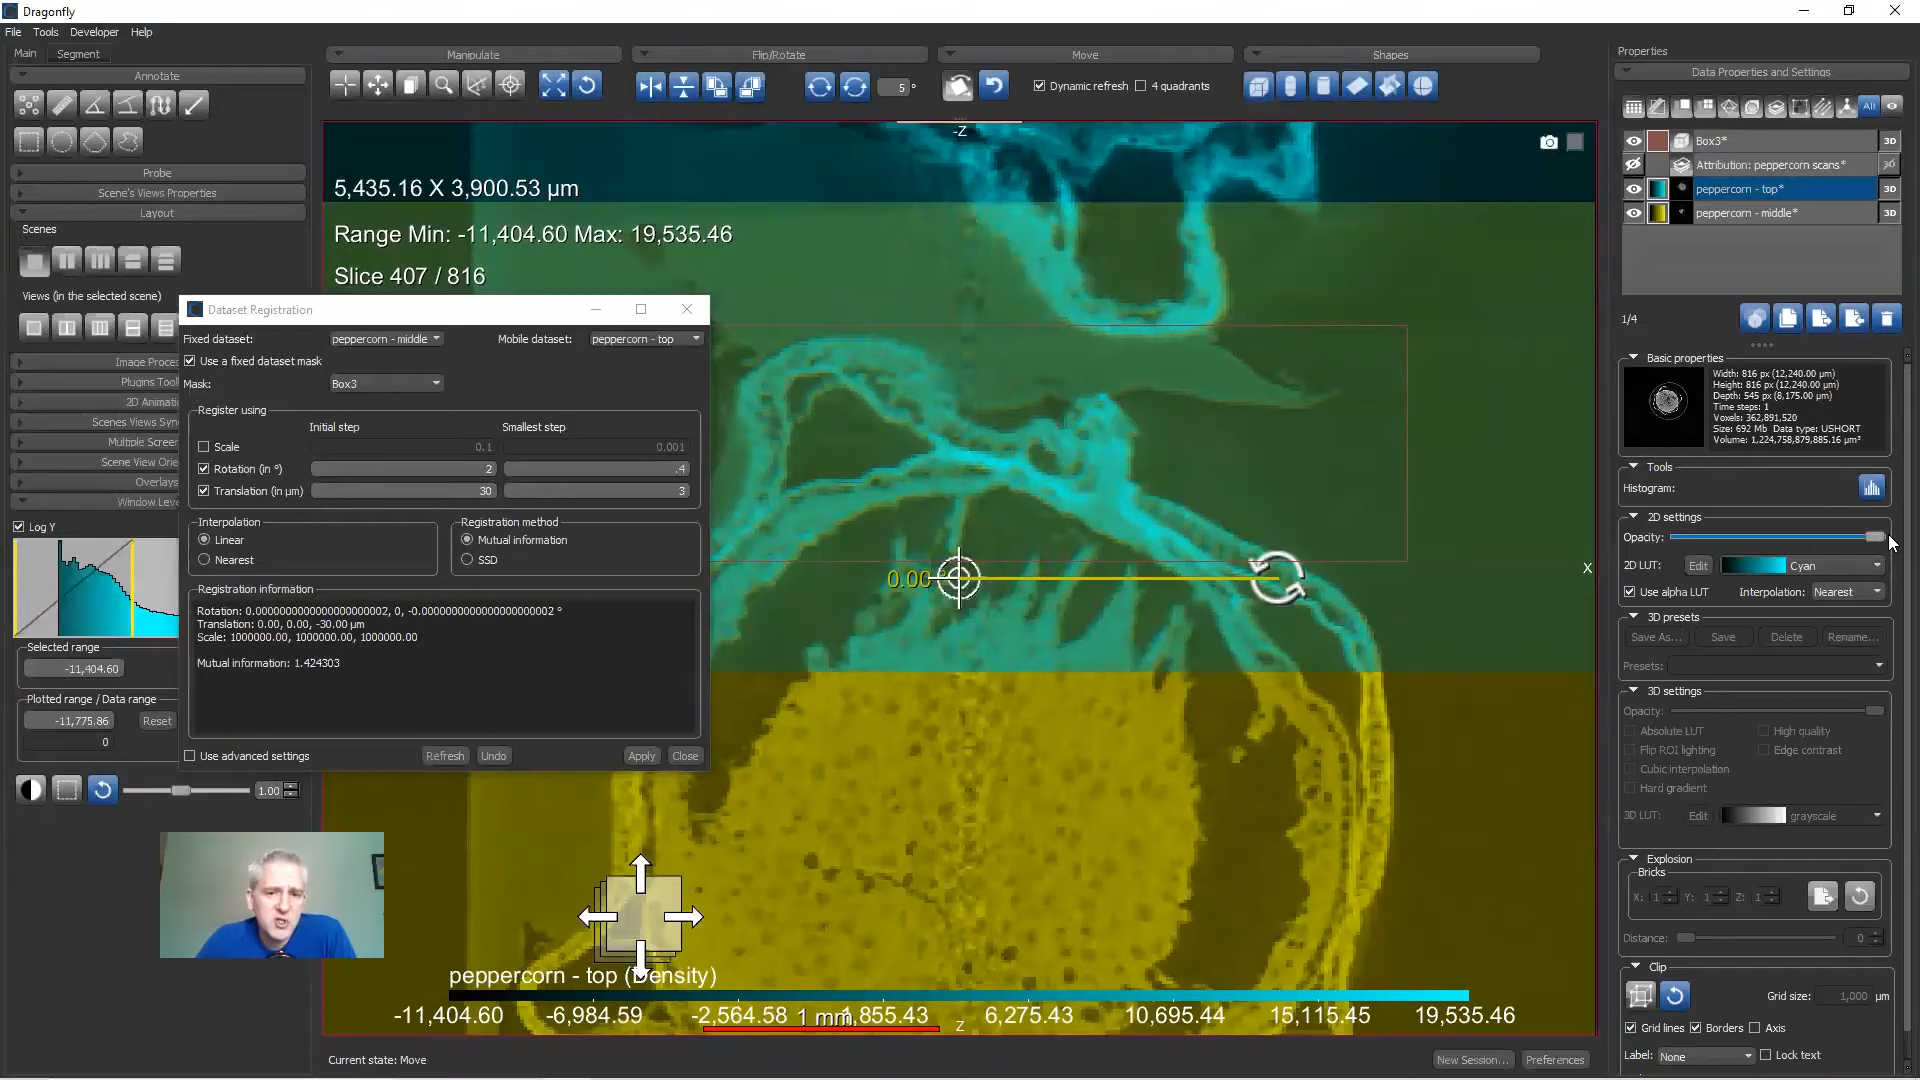 Dragonfly
File Tools Developer Help
Main Segment
Annotate
Probe
Scene's Views Properties
Layout
Scenes
Views (in the selected scene)
Image Proce
Plugins Tool
2D Animatio
Scenes Views Syn
Multiple Screen
Scene View Orie
Overlays
Window Leve
Log Y
Selected range
-11,404.60
Plotted range / Data range
-11,775.86 Reset
0
1.00
Manipulate
Flip/Rotate
5 °
Move
Dynamic refresh 4 quadrants
Shapes
-Z
5,435.16 X 3,900.53 µm
Range Min: -11,404.60 Max: 19,535.46
Slice 407 / 816
Dataset Registration
Fixed dataset: peppercorn - middle Mobile dataset: peppercorn - top
Use a fixed dataset mask
Mask: Box3
Register using
Initial step Smallest step
Scale 0.1 0.001
Rotation (in °) 2 .4
Translation (in µm) 30 3
Interpolation
Linear
Nearest
Registration method
Mutual information
SSD
Registration information
Rotation: 0.0000000000000000000002, 0, -0.0000000000000000000002 °
Translation: 0.00, 0.00, -30.00 µm
Scale: 1000000.00, 1000000.00, 1000000.00
Mutual information: 1.424303
Use advanced settings Refresh Undo Apply Close
0.00
X
peppercorn - top (Density)
-11,404.60 -6,984.59 -2,564.58 1,855.43 6,275.43 10,695.44 15,115.45 19,535.46
1 mm
Z
Current state: Move
New Session... Preferences
Properties
Data Properties and Settings
All
Box3* 3D
Attribution: peppercorn scans*
peppercorn - top* 3D
peppercorn - middle* 3D
1/4
Basic properties
Width: 816 px (12,240.00 µm)
Height: 816 px (12,240.00 µm)
Depth: 545 px (8,175.00 µm)
Time steps: 1
Voxels: 362,891,520
Size: 692 Mb Data type: USHORT
Volume: 1,224,758,879,885.16 µm³
Tools
Histogram:
2D settings
Opacity:
2D LUT: Edit Cyan
Use alpha LUT Interpolation: Nearest
3D presets
Save As... Save Delete Rename...
Presets:
3D settings
Opacity:
Absolute LUT High quality
Flip ROI lighting Edge contrast
Cubic interpolation
Hard gradient
3D LUT: Edit grayscale
Explosion
Bricks
X: 1 Y: 1 Z: 1
Distance: 0
Clip
Grid size: 1,000 µm
Grid lines Borders Axis
Label: None Lock text